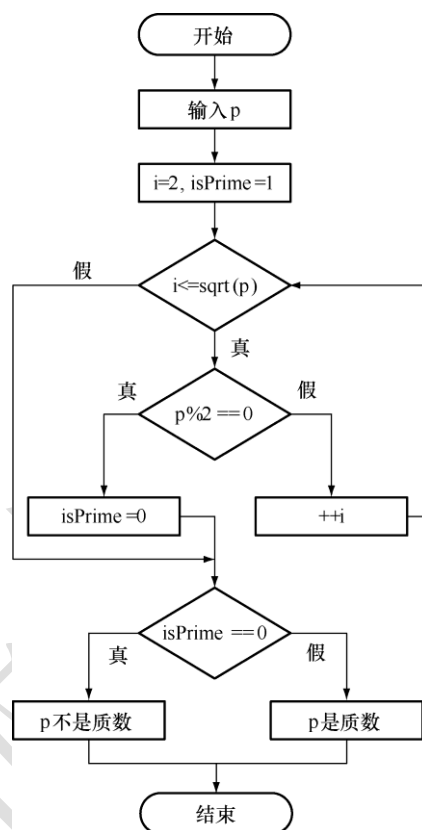 开始
输入p
i=2, isPrime=1
假
i<=sqrt(p)
真
真
p%2==0
假
isPrime=0
++i
真
isPrime ==0
假
p不是质数
p是质数
结束